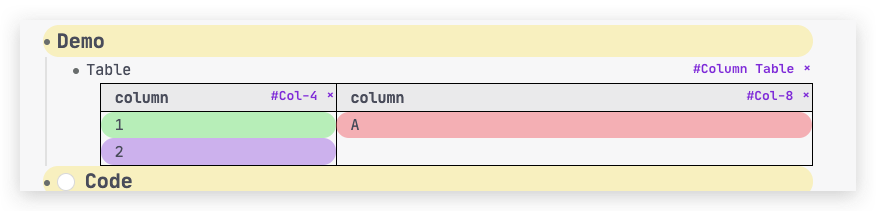 Demo
Table #Column Table ×
column #Col-4 × column #Col-8 ×
1 A
2
Code